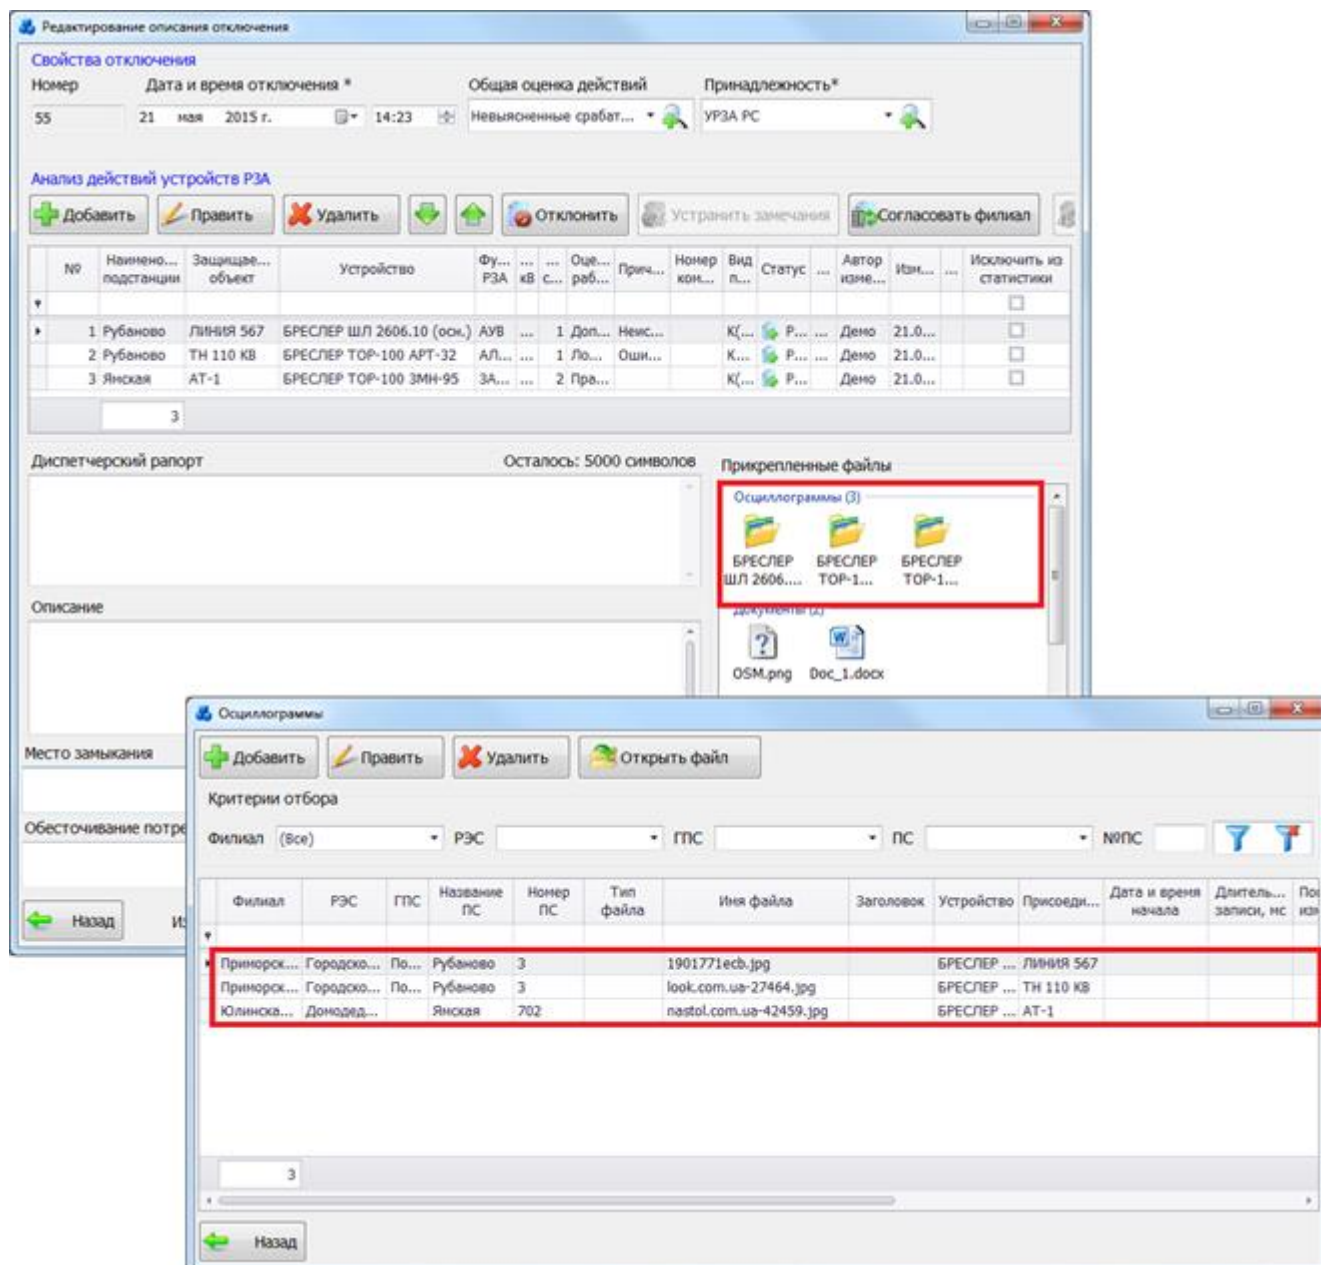 Редактирование описания отключения
Свойства отключения
Номер Дата и время отключения * Общая оценка действий Принадлежность*
55 21 мая 2015 г. 14:23 Невыясненные срабат... УРЗА РС
Анализ действий устройств РЗА
Добавить Править Удалить Отклонить Устранить замечания Согласовать филиал
№ Наимено... подстанции Защищае... объект Устройство Фу... РЗА ... кВ ... с... Оце... раб... Прич... Номер ком... Вид п... Статус ... Автор изме... Изм... ... Исключить из статистики
1 Рубаново ЛИНИЯ 567 БРЕСЛЕР ШЛ 2606.10 (осн.) АУВ ... 1 Доп... Неис... К(... Р... ... Демо 21.0...
2 Рубаново ТН 110 КВ БРЕСЛЕР ТОР-100 АРТ-32 АЛ... ... 1 Ло... Оши... К... Р... ... Демо 21.0...
3 Янская АТ-1 БРЕСЛЕР ТОР-100 ЗМН-95 ЗА... ... 2 Пра... К(... Р... Демо 21.0...
3
Диспетчерский рапорт Осталось: 5000 символов Прикрепленные файлы
Осциллограммы (3)
БРЕСЛЕР ШЛ 2606.... БРЕСЛЕР ТОР-1... БРЕСЛЕР ТОР-1...
Описание
Документы (2)
OSM.png Doc_1.docx
Место замыкания
Обесточивание потре
Назад Из
Осциллограммы
Добавить Править Удалить Открыть файл
Критерии отбора
Филиал (Все) РЭС ГПС ПС №ПС
Филиал РЭС ГПС Название ПС Номер ПС Тип файла Имя файла Заголовок Устройство Присоеди... Дата и время начала Длитель... записи, мс Пос изм
Приморск... Городско... По... Рубаново 3 1901771ecb.jpg БРЕСЛЕР ... ЛИНИЯ 567
Приморск... Городско... По... Рубаново 3 look.com.ua-27464.jpg БРЕСЛЕР ... ТН 110 КВ
Юлинска... Домодед... Янская 702 nastol.com.ua-42459.jpg БРЕСЛЕР ... АТ-1
3
Назад